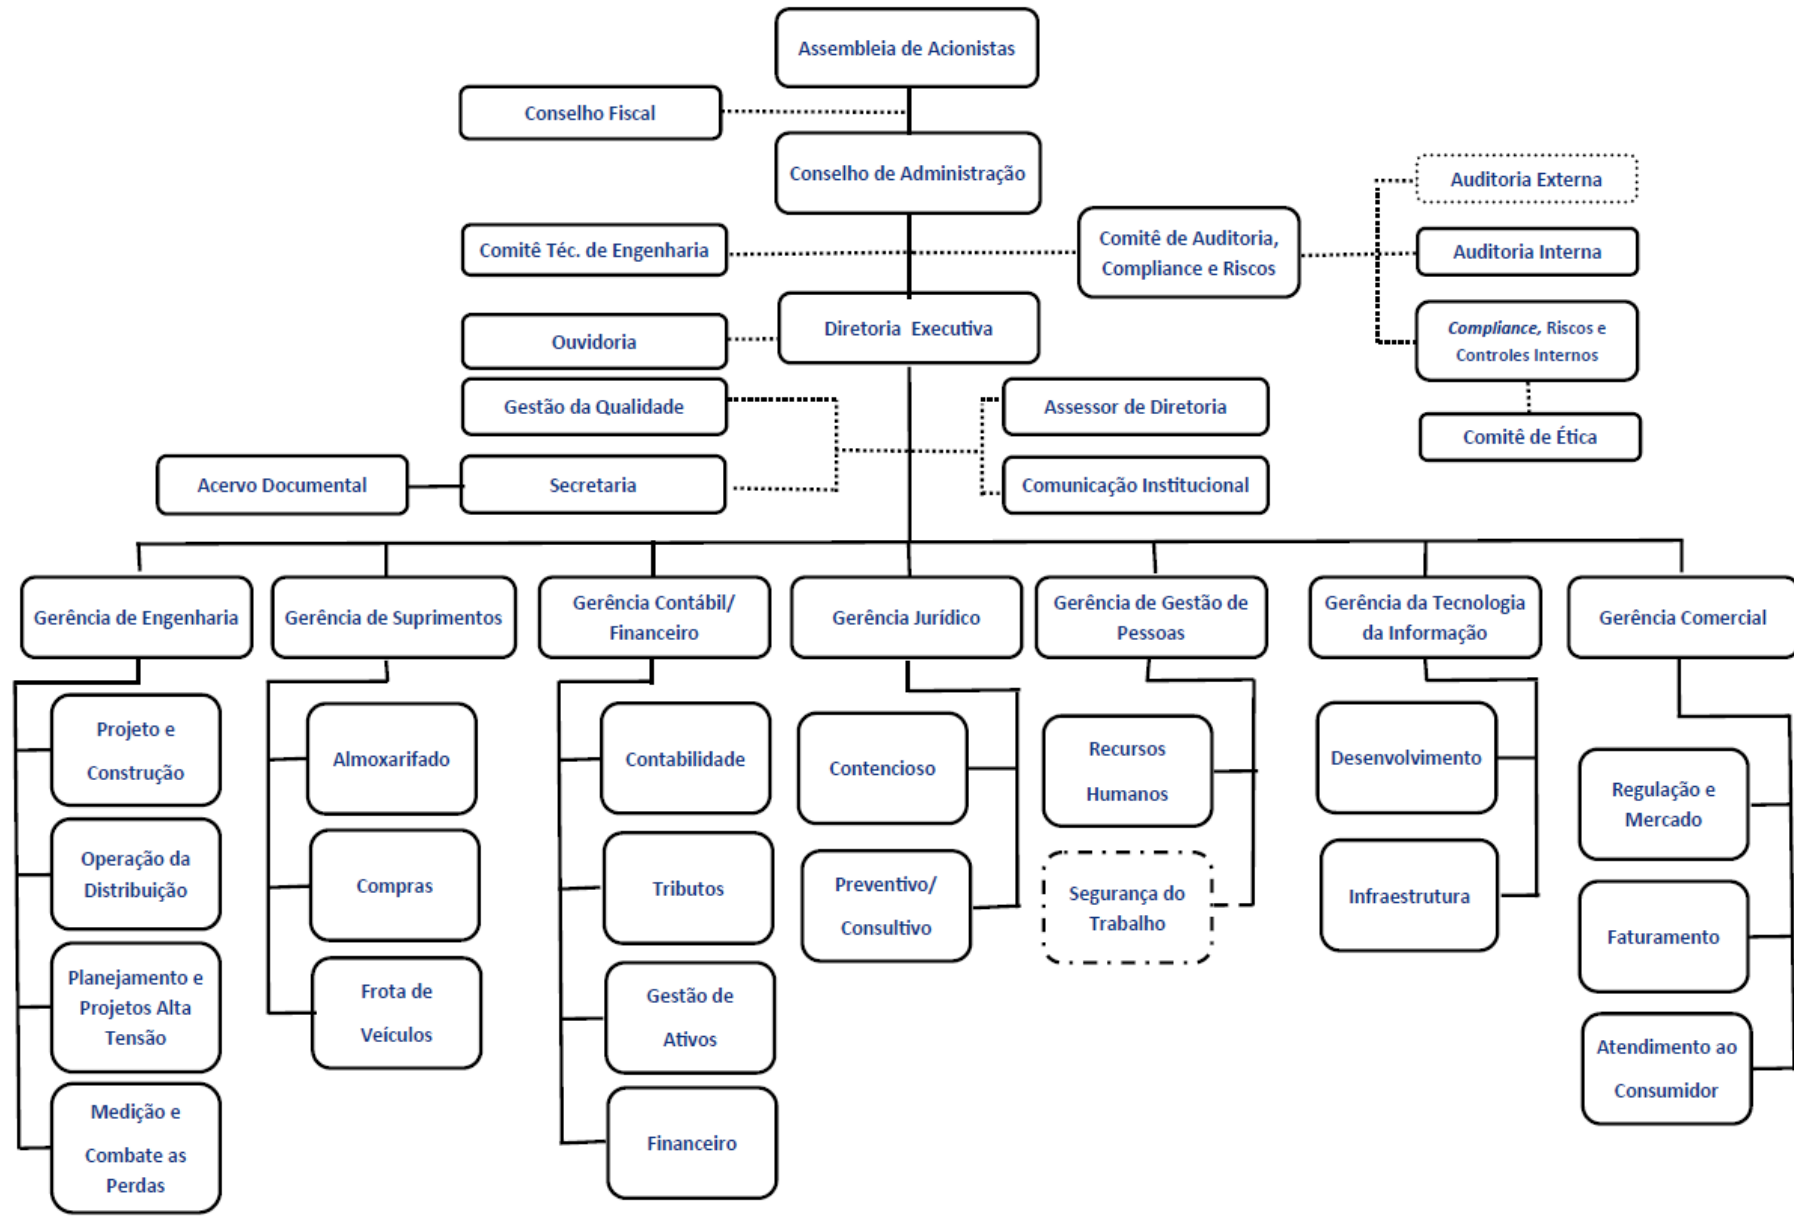 Assembleia de Acionistas
Conselho Fiscal
Conselho de Administração
Auditoria Externa
Comitê Téc. de Engenharia
Comitê de Auditoria,
Compliance e Riscos
Auditoria Interna
Ouvidoria
Diretoria Executiva
Compliance, Riscos e
Controles Internos
Gestão da Qualidade
Assessor de Diretoria
Comitê de Ética
Acervo Documental
Secretaria
Comunicação Institucional
Gerência de Engenharia
Gerência de Suprimentos
Gerência Contábil/
Financeiro
Gerência Jurídico
Gerência de Gestão de
Pessoas
Gerência da Tecnologia
da Informação
Gerência Comercial
Projeto e
Construção
Operação da
Distribuição
Planejamento e
Projetos Alta
Tensão
Medição e
Combate as
Perdas
Almoxarifado
Compras
Frota de
Veículos
Contabilidade
Tributos
Gestão de
Ativos
Financeiro
Contencioso
Preventivo/
Consultivo
Recursos
Humanos
Segurança do
Trabalho
Desenvolvimento
Infraestrutura
Regulação e
Mercado
Faturamento
Atendimento ao
Consumidor